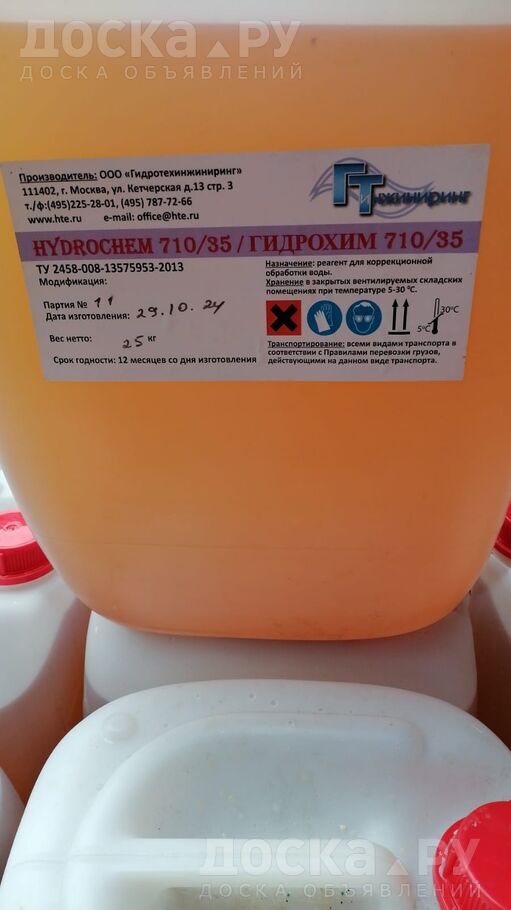 ДОСКА.РУ
ДОСКА ОБЪЯВЛЕНИЙ
Производитель: ООО «Гидротехинжиниринг»
111402, г. Москва, ул. Кетчерская д.13 стр. 3
т./ф:(495)225-28-01, (495) 787-72-66
www.hte.ru e-mail: office@hte.ru
ГТ инжиниринг
HYDROCHEM 710/35 / ГИДРОХИМ 710/35
ТУ 2458-008-13575953-2013
Модификация:
Партия № 11
Дата изготовления: 29.10.24
Вес нетто: 25 кг
Срок годности: 12 месяцев со дня изготовления
Назначение: реагент для коррекционной
обработки воды.
Хранение в закрытых вентилируемых складских
помещениях при температуре 5-30 °С.
30°С
5°С
Транспортирование: всеми видами транспорта в
соответствии с Правилами перевозки грузов,
действующими на данном виде транспорта.
ДОСКА.РУ
ДОСКА ОБЪЯВЛЕНИЙ